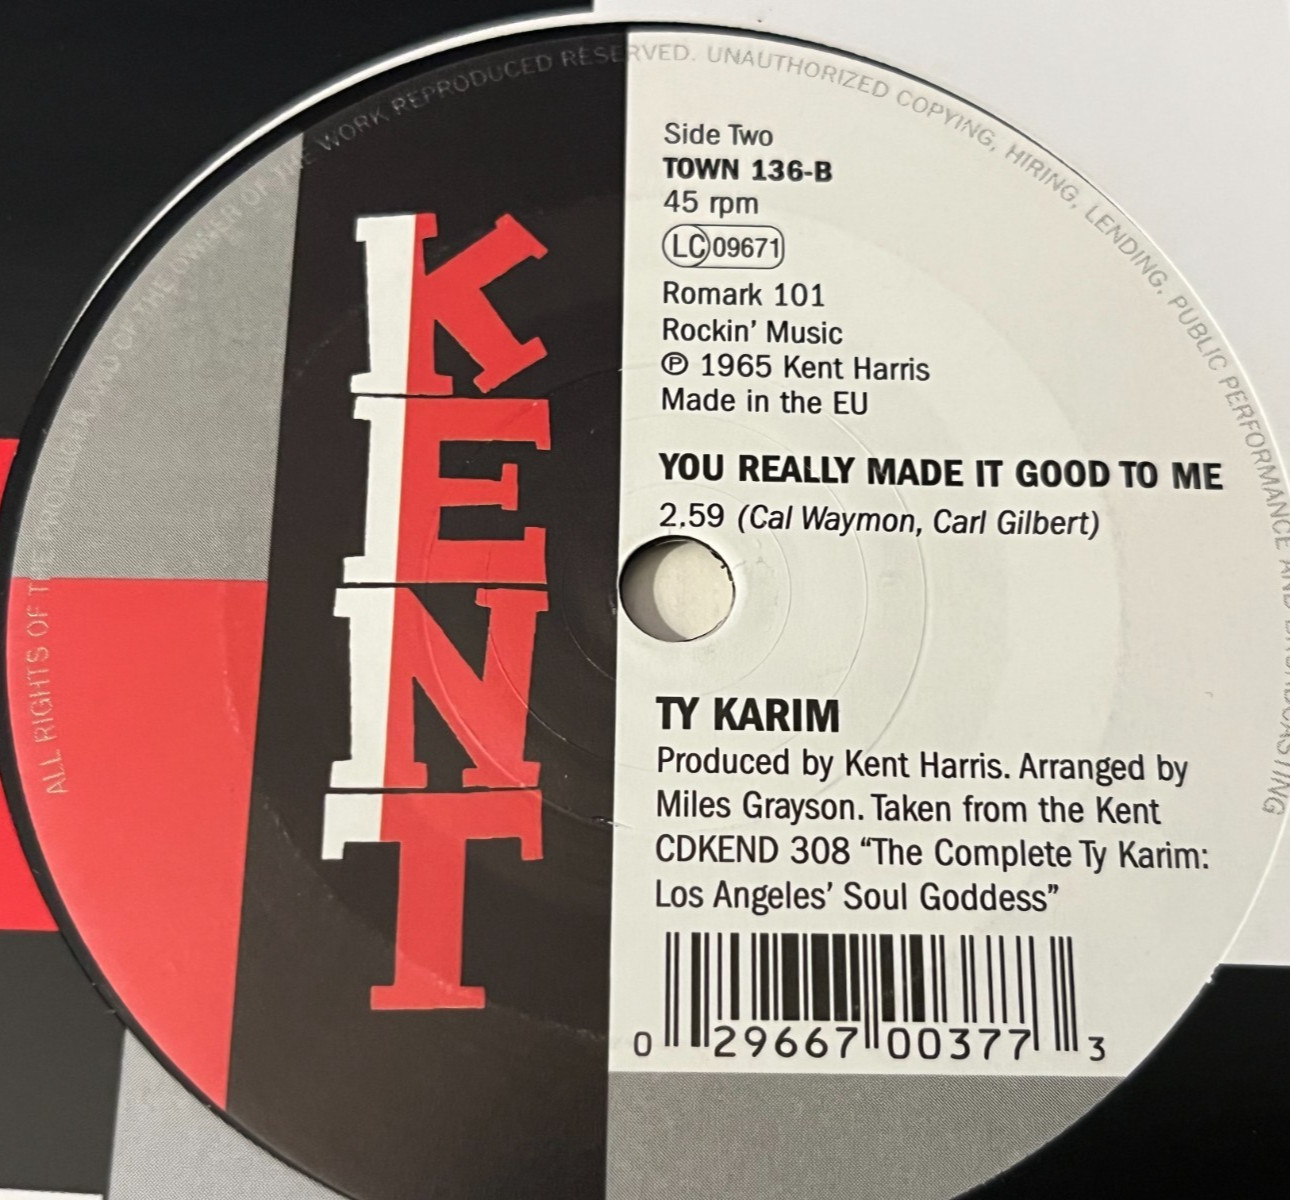 ALL RIGHTS OF THE PRODUCER AND OF THE OWNER OT THE WORK REPRODUCED RESERVED. UNAUTHORIZED COPYING, HIRING, LENDING, PUBLIC PERFORMANCE AND BROADCASTING
KENT
Side Two
TOWN 136-B
45 rpm
LC 09671
Romark 101
Rockin' Music
℗ 1965 Kent Harris
Made in the EU
YOU REALLY MADE IT GOOD TO ME
2.59 (Cal Waymon, Carl Gilbert)
TY KARIM
Produced by Kent Harris. Arranged by
Miles Grayson. Taken from the Kent
CDKEND 308 “The Complete Ty Karim:
Los Angeles’ Soul Goddess”
0 29667 00377 3